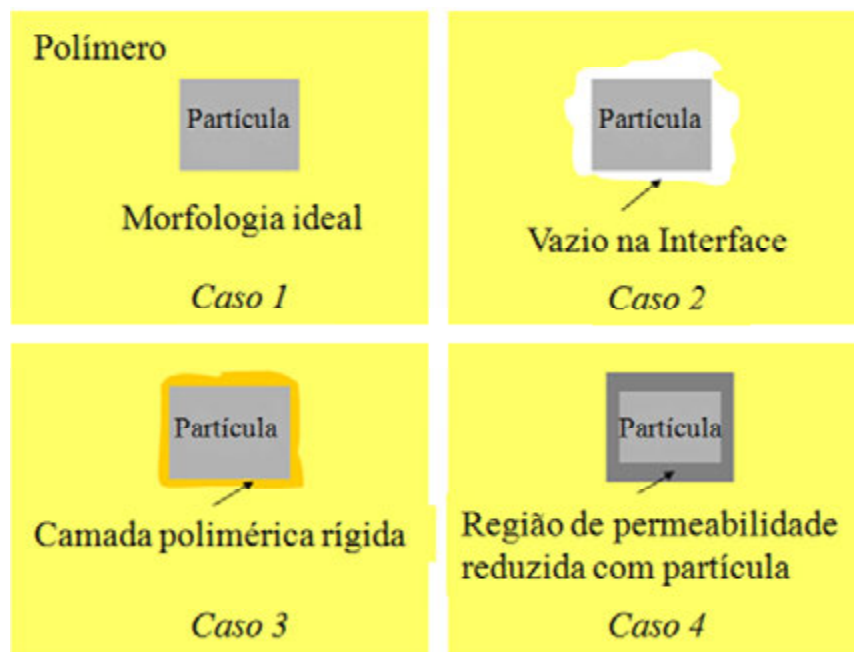 Polímero
Partícula
Morfologia ideal
Caso 1
Partícula
Vazio na Interface
Caso 2
Partícula
Camada polimérica rígida
Caso 3
Partícula
Região de permeabilidade
reduzida com partícula
Caso 4